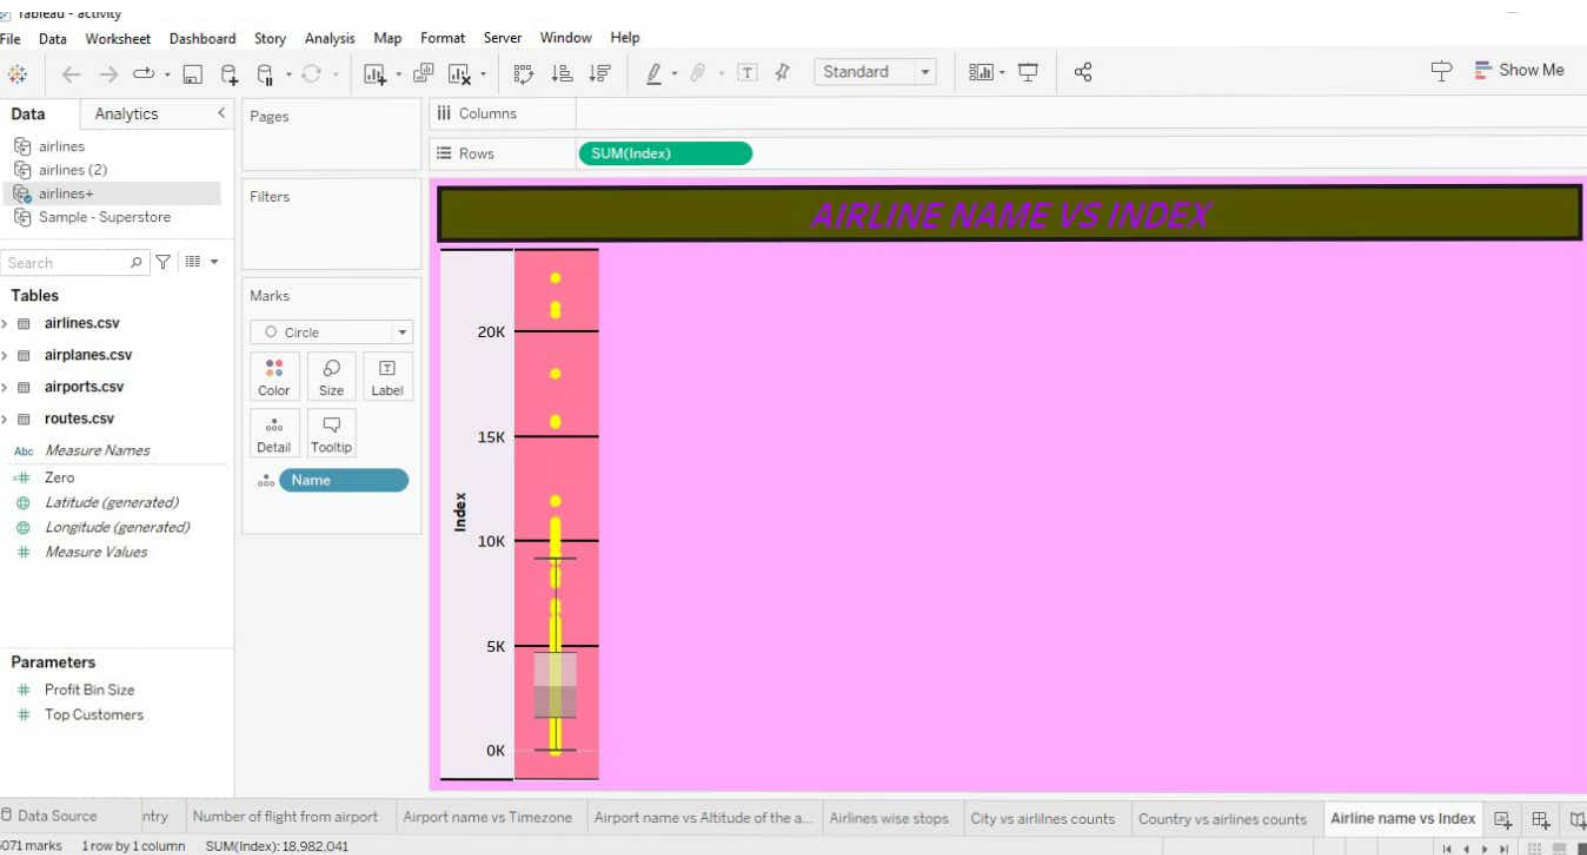 Tableau - activity
File Data Worksheet Dashboard Story Analysis Map Format Server Window Help
Standard
Show Me
Data Analytics
airlines
airlines (2)
airlines+
Sample - Superstore
Search
Tables
airlines.csv
airplanes.csv
airports.csv
routes.csv
Abc Measure Names
Zero
Latitude (generated)
Longitude (generated)
Measure Values
Parameters
Profit Bin Size
Top Customers
Pages
Filters
Marks
Circle
Color Size Label
Detail Tooltip
Name
Columns
Rows SUM(Index)
AIRLINE NAME VS INDEX
Index
20K
15K
10K
5K
0K
Data Source ntry Number of flight from airport Airport name vs Timezone Airport name vs Altitude of the a... Airlines wise stops City vs airlilnes counts Country vs airlines counts Airline name vs Index
6071 marks 1 row by 1 column SUM(Index): 18,982,041